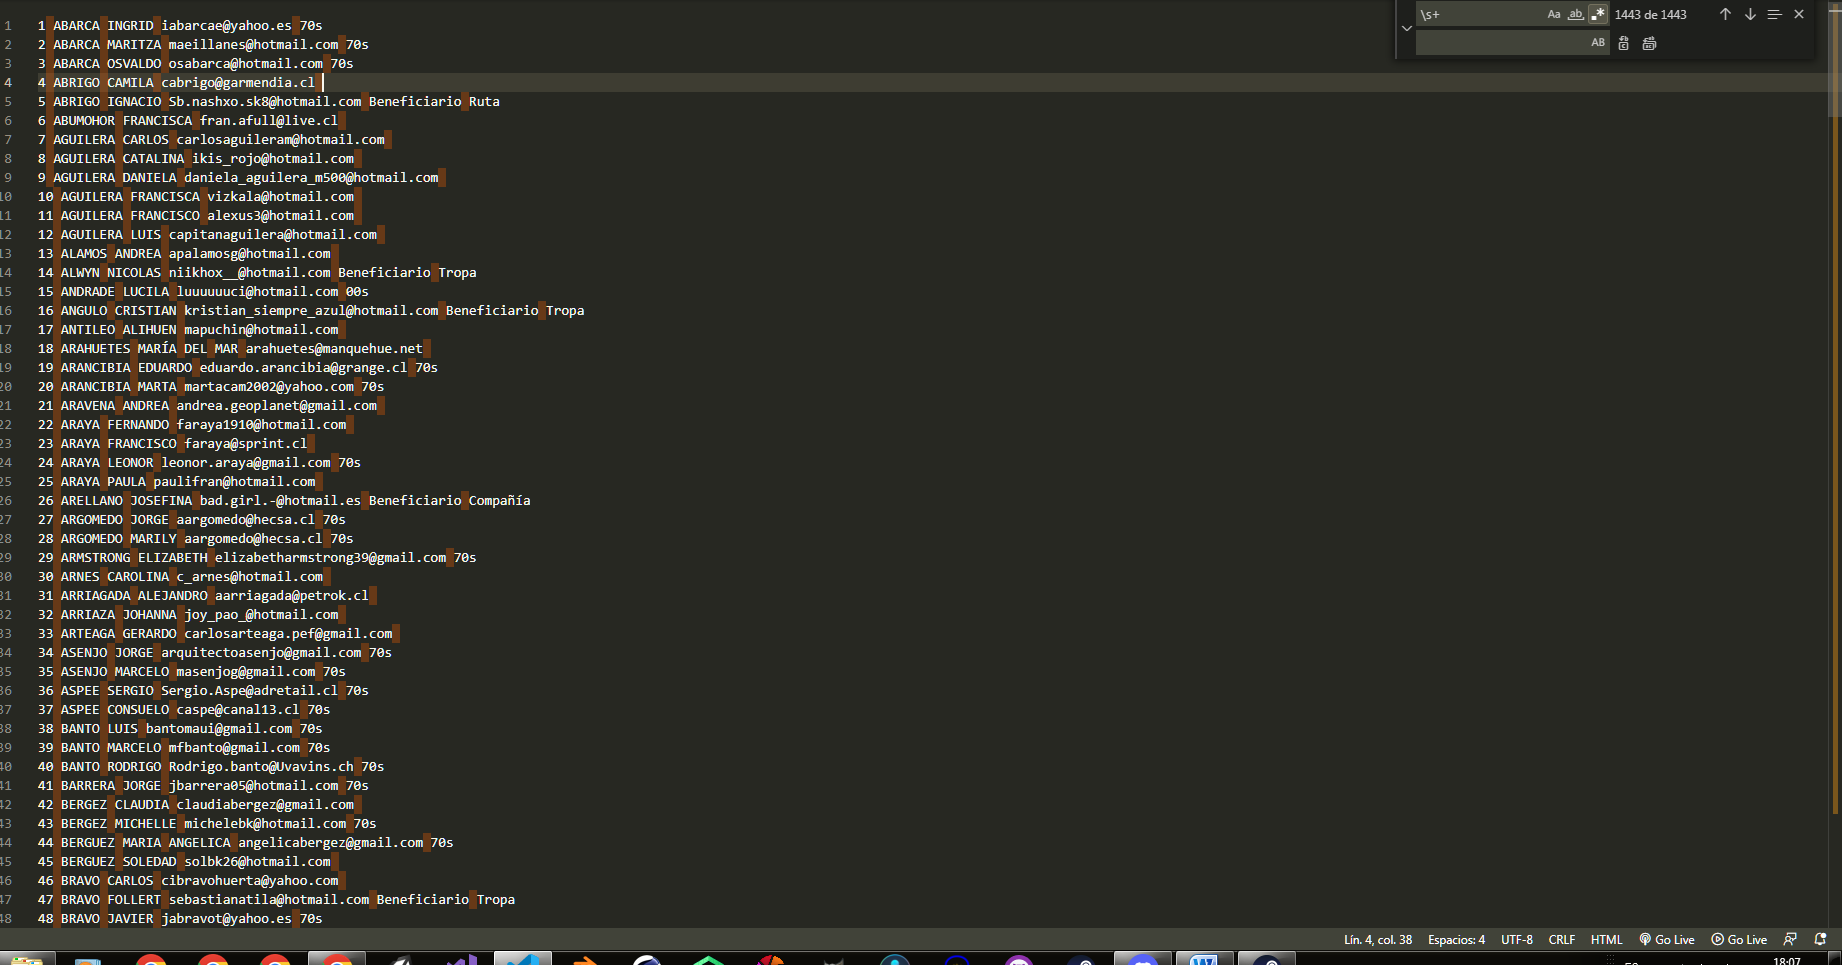 \s+ Aa ab .* 1443 de 1443
AB
1 1 ABARCA INGRID iabarcae@yahoo.es 70s
2 2 ABARCA MARITZA maeillanes@hotmail.com 70s
3 3 ABARCA OSVALDO osabarca@hotmail.com 70s
4 4 ABRIGO CAMILA cabrigo@garmendia.cl
5 5 ABRIGO IGNACIO Sb.nashxo.sk8@hotmail.com Beneficiario Ruta
6 6 ABUMOHOR FRANCISCA fran.afull@live.cl
7 7 AGUILERA CARLOS carlosaguileram@hotmail.com
8 8 AGUILERA CATALINA ikis_rojo@hotmail.com
9 9 AGUILERA DANIELA daniela_aguilera_m500@hotmail.com
10 10 AGUILERA FRANCISCA vizkala@hotmail.com
11 11 AGUILERA FRANCISCO alexus3@hotmail.com
12 12 AGUILERA LUIS capitanaguilera@hotmail.com
13 13 ALAMOS ANDREA apalamosg@hotmail.com
14 14 ALWYN NICOLAS niikhox__@hotmail.com Beneficiario Tropa
15 15 ANDRADE LUCILA luuuuuuci@hotmail.com 00s
16 16 ANGULO CRISTIAN kristian_siempre_azul@hotmail.com Beneficiario Tropa
17 17 ANTILEO ALIHUEN mapuchin@hotmail.com
18 18 ARAHUETES MARÍA DEL MAR arahuetes@manquehue.net
19 19 ARANCIBIA EDUARDO eduardo.arancibia@grange.cl 70s
20 20 ARANCIBIA MARTA martacam2002@yahoo.com 70s
21 21 ARAVENA ANDREA andrea.geoplanet@gmail.com
22 22 ARAYA FERNANDO faraya1910@hotmail.com
23 23 ARAYA FRANCISCO faraya@sprint.cl
24 24 ARAYA LEONOR leonor.araya@gmail.com 70s
25 25 ARAYA PAULA paulifran@hotmail.com
26 26 ARELLANO JOSEFINA bad.girl.-@hotmail.es Beneficiario Compañía
27 27 ARGOMEDO JORGE aargomedo@hecsa.cl 70s
28 28 ARGOMEDO MARILY aargomedo@hecsa.cl 70s
29 29 ARMSTRONG ELIZABETH elizabetharmstrong39@gmail.com 70s
30 30 ARNES CAROLINA c_arnes@hotmail.com
31 31 ARRIAGADA ALEJANDRO aarriagada@petrok.cl
32 32 ARRIAZA JOHANNA joy_pao_@hotmail.com
33 33 ARTEAGA GERARDO carlosarteaga.pef@gmail.com
34 34 ASENJO JORGE arquitectoasenjo@gmail.com 70s
35 35 ASENJO MARCELO masenjog@gmail.com 70s
36 36 ASPEE SERGIO Sergio.Aspe@adretail.cl 70s
37 37 ASPEE CONSUELO caspe@canal13.cl 70s
38 38 BANTO LUIS bantomaui@gmail.com 70s
39 39 BANTO MARCELO mfbanto@gmail.com 70s
40 40 BANTO RODRIGO Rodrigo.banto@Uvavins.ch 70s
41 41 BARRERA JORGE jbarrera05@hotmail.com 70s
42 42 BERGEZ CLAUDIA claudiabergez@gmail.com
43 43 BERGEZ MICHELLE michelebk@hotmail.com 70s
44 44 BERGUEZ MARIA ANGELICA angelicabergez@gmail.com 70s
45 45 BERGUEZ SOLEDAD solbk26@hotmail.com
46 46 BRAVO CARLOS cibravohuerta@yahoo.com
47 47 BRAVO FOLLERT sebastianatila@hotmail.com Beneficiario Tropa
48 48 BRAVO JAVIER jabravot@yahoo.es 70s
Lín. 4, col. 38 Espacios: 4 UTF-8 CRLF HTML Go Live Go Live
18:07